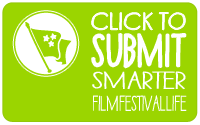 CLICK TO
SUBMIT
SMARTER
FILMFESTIVALLIFE